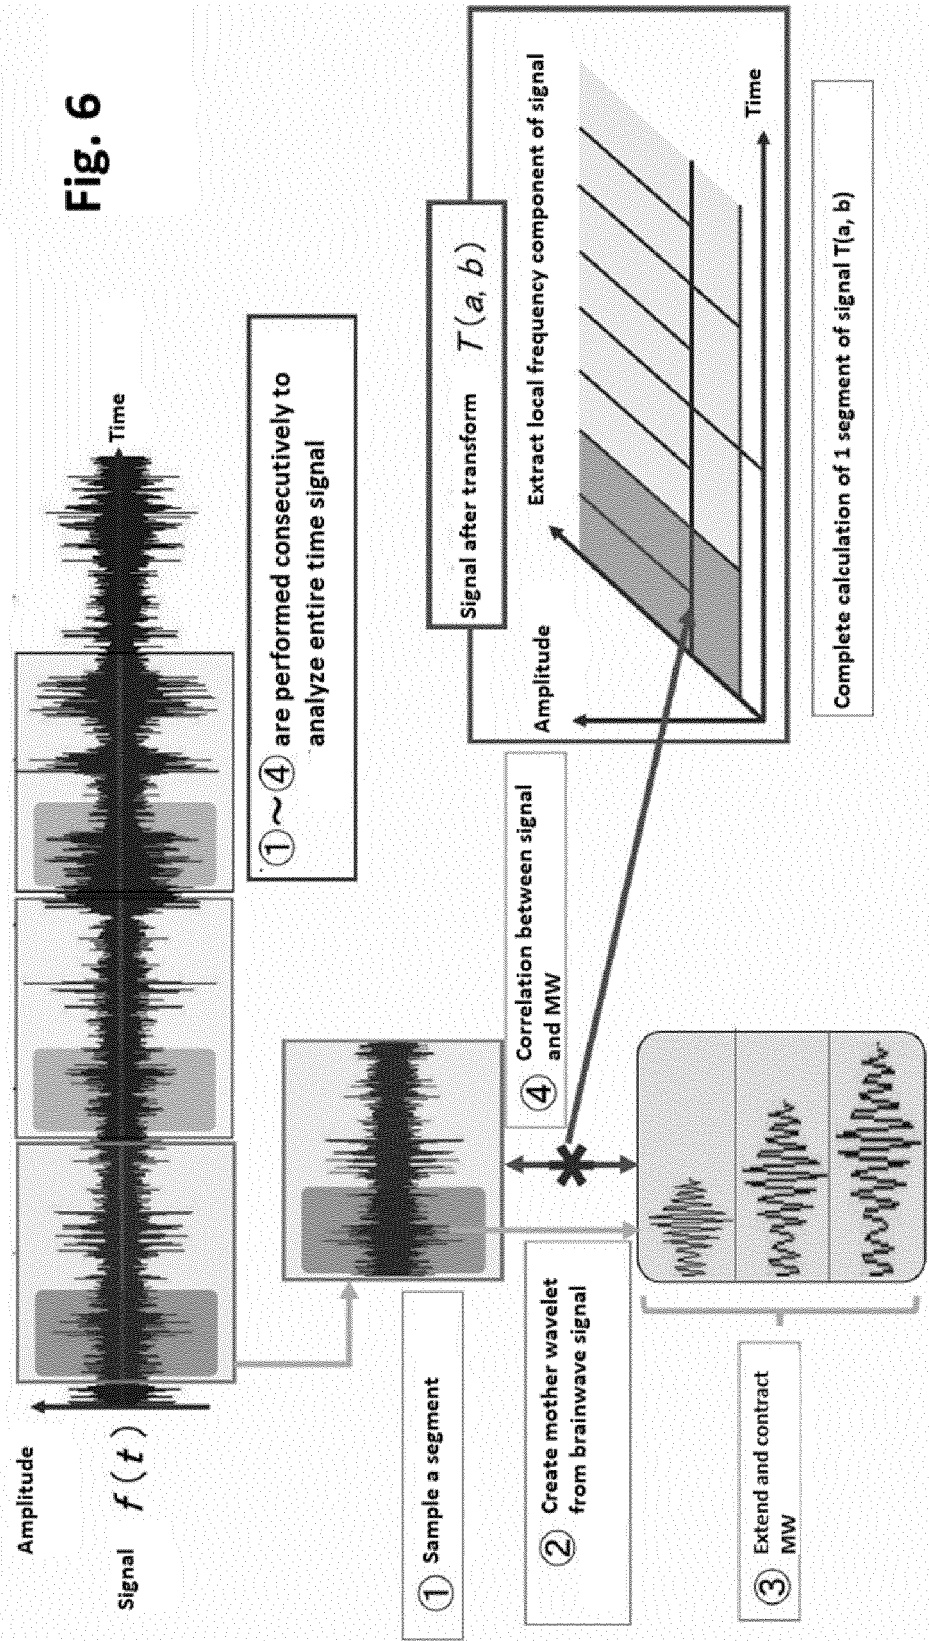 Fig. 6
Amplitude
Signal f(t)
Time
①~④ are performed consecutively to
analyze entire time signal
① Sample a segment
② Create mother wavelet
from brainwave signal
③ Extend and contract
MW
④ Correlation between signal
and MW
Signal after transform T(a, b)
Extract local frequency component of signal
Amplitude
Time
Complete calculation of 1 segment of signal T(a, b)